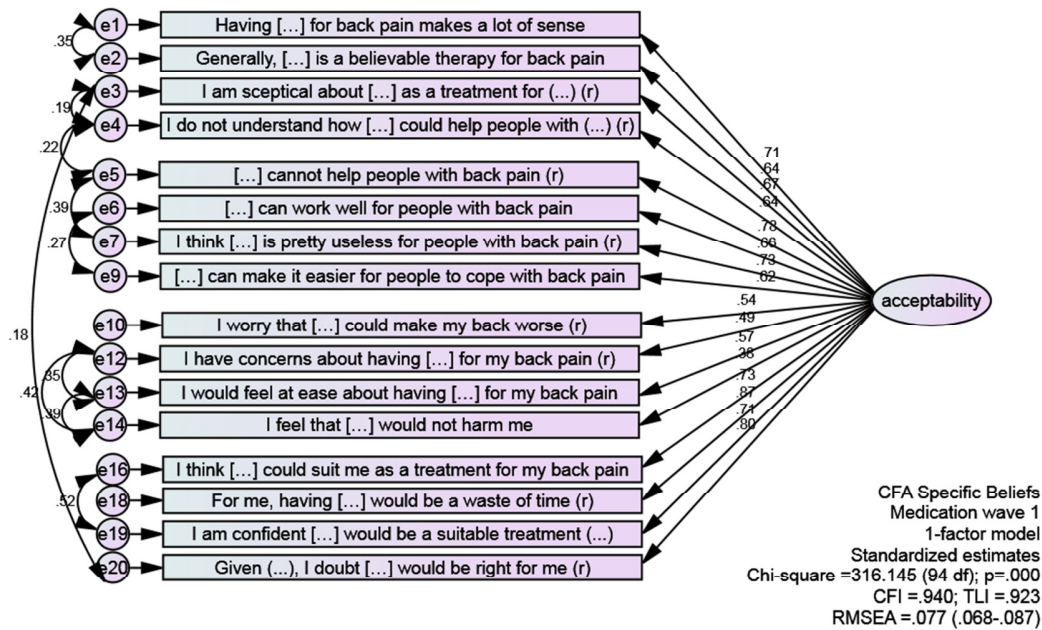 e1 Having [...] for back pain makes a lot of sense
.35
e2 Generally, [...] is a believable therapy for back pain
e3 I am sceptical about [...] as a treatment for (...) (r)
.19
e4 I do not understand how [...] could help people with (...) (r)
.22
e5 [...] cannot help people with back pain (r)
.39
e6 [...] can work well for people with back pain
e7 I think [...] is pretty useless for people with back pain (r)
.27
e9 [...] can make it easier for people to cope with back pain
e10 I worry that [...] could make my back worse (r)
.18
e12 I have concerns about having [...] for my back pain (r)
.35
.42
e13 I would feel at ease about having [...] for my back pain
.39
e14 I feel that [...] would not harm me
e16 I think [...] could suit me as a treatment for my back pain
.52
e18 For me, having [...] would be a waste of time (r)
e19 I am confident [...] would be a suitable treatment (...)
e20 Given (...), I doubt [...] would be right for me (r)
.71
.64
.67
.64
.78
.73
.62
.54
.49
.57
.38
.73
.87
.71
.80
acceptability
CFA Specific Beliefs
Medication wave 1
1-factor model
Standardized estimates
Chi-square =316.145 (94 df); p=.000
CFI =.940; TLI =.923
RMSEA =.077 (.068-.087)